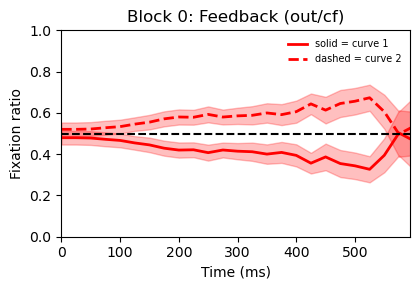 Block 0: Feedback (out/cf)
solid = curve 1
dashed = curve 2
Fixation ratio
1.0
0.8
0.6
0.4
0.2
0.0
0 100 200 300 400 500
Time (ms)